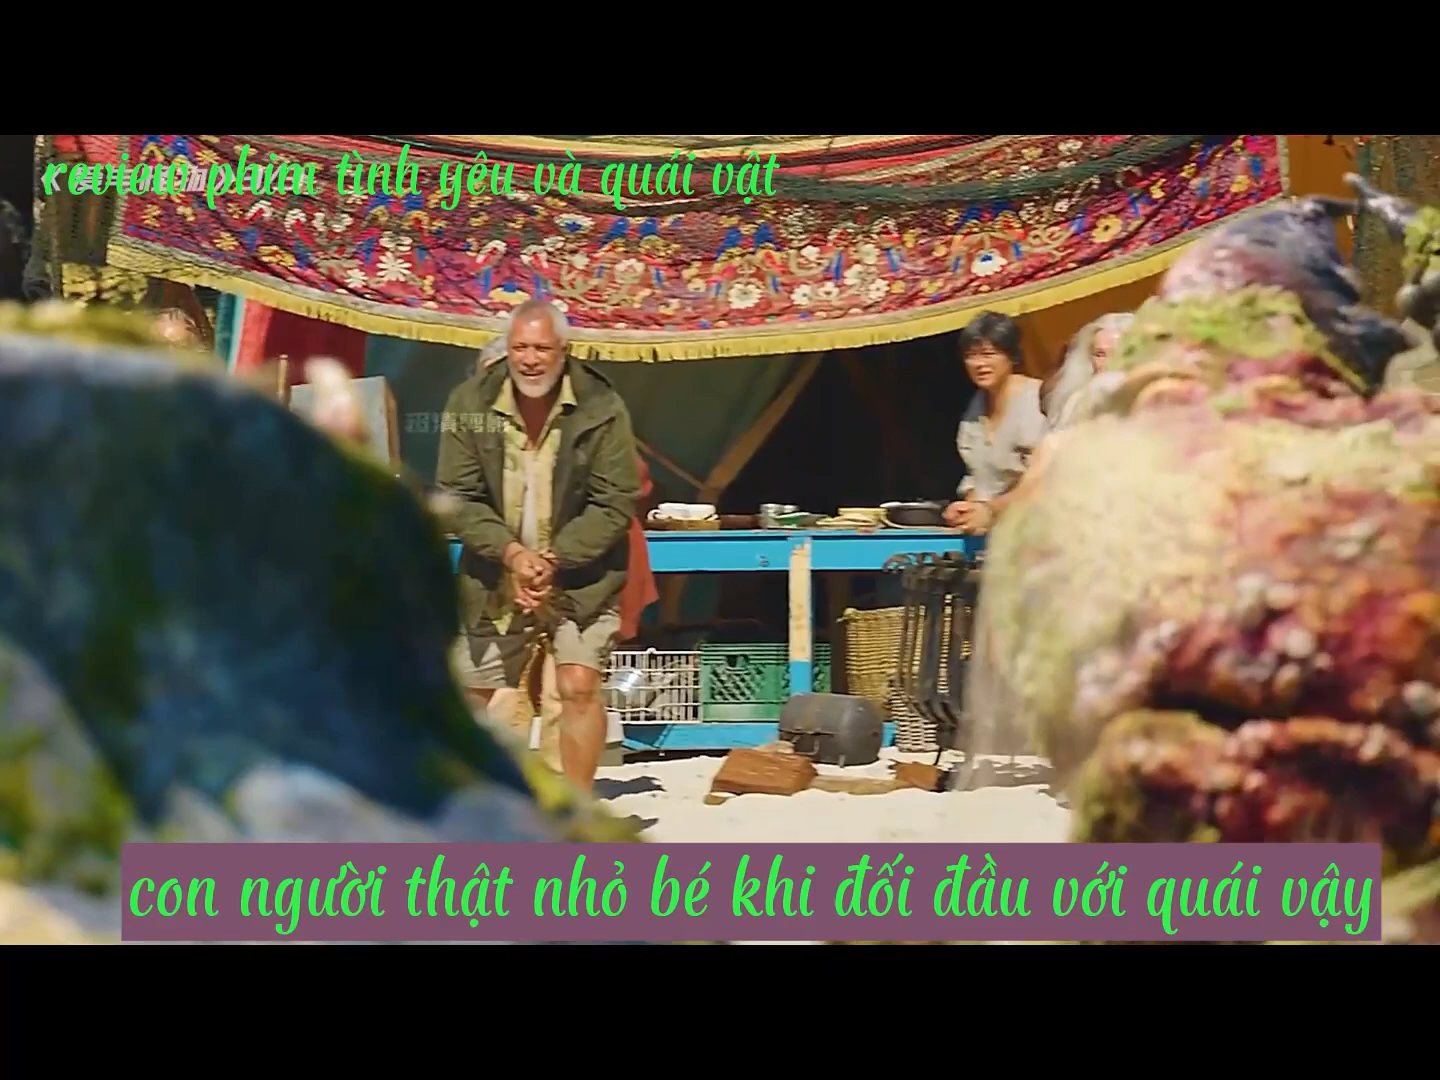 review phim tình yêu và quái vật
con người thật nhỏ bé khi đối đầu với quái vậy